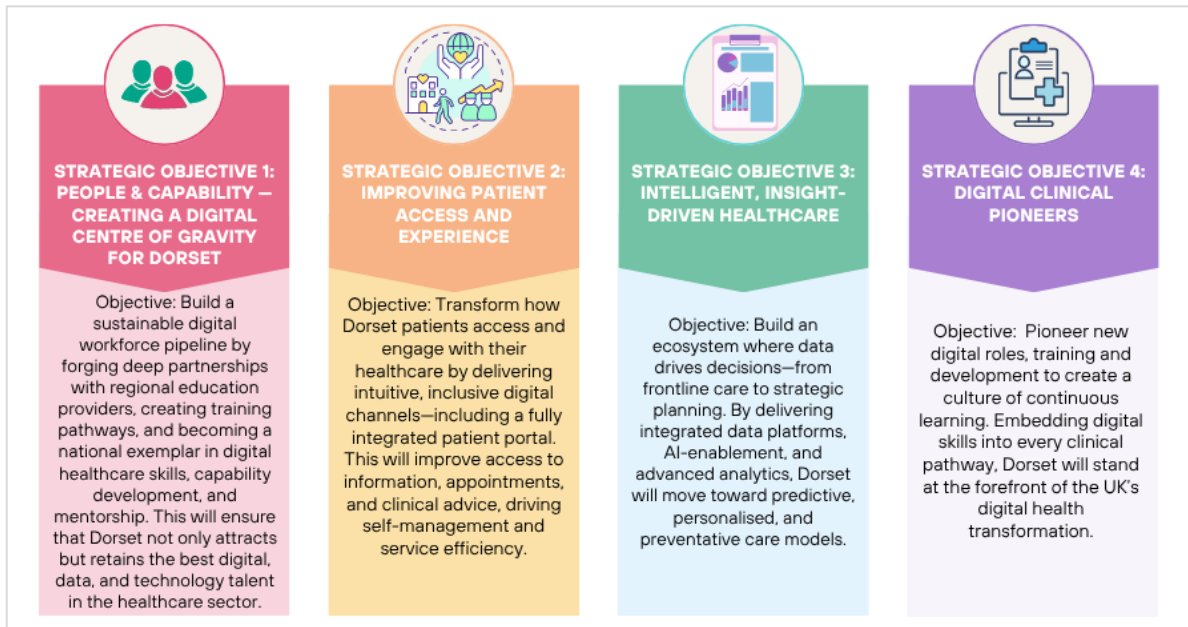 STRATEGIC OBJECTIVE 1:
PEOPLE & CAPABILITY —
CREATING A DIGITAL
CENTRE OF GRAVITY
FOR DORSET
Objective: Build a
sustainable digital
workforce pipeline by
forging deep partnerships
with regional education
providers, creating training
pathways, and becoming a
national exemplar in digital
healthcare skills, capability
development, and
mentorship. This will ensure
that Dorset not only attracts
but retains the best digital,
data, and technology talent
in the healthcare sector.
STRATEGIC OBJECTIVE 2:
IMPROVING PATIENT
ACCESS AND
EXPERIENCE
Objective: Transform how
Dorset patients access and
engage with their
healthcare by delivering
intuitive, inclusive digital
channels—including a fully
integrated patient portal.
This will improve access to
information, appointments,
and clinical advice, driving
self-management and
service efficiency.
STRATEGIC OBJECTIVE 3:
INTELLIGENT, INSIGHT-
DRIVEN HEALTHCARE
Objective: Build an
ecosystem where data
drives decisions—from
frontline care to strategic
planning. By delivering
integrated data platforms,
AI-enablement, and
advanced analytics, Dorset
will move toward predictive,
personalised, and
preventative care models.
STRATEGIC OBJECTIVE 4:
DIGITAL CLINICAL
PIONEERS
Objective: Pioneer new
digital roles, training and
development to create a
culture of continuous
learning. Embedding digital
skills into every clinical
pathway, Dorset will stand
at the forefront of the UK's
digital health
transformation.